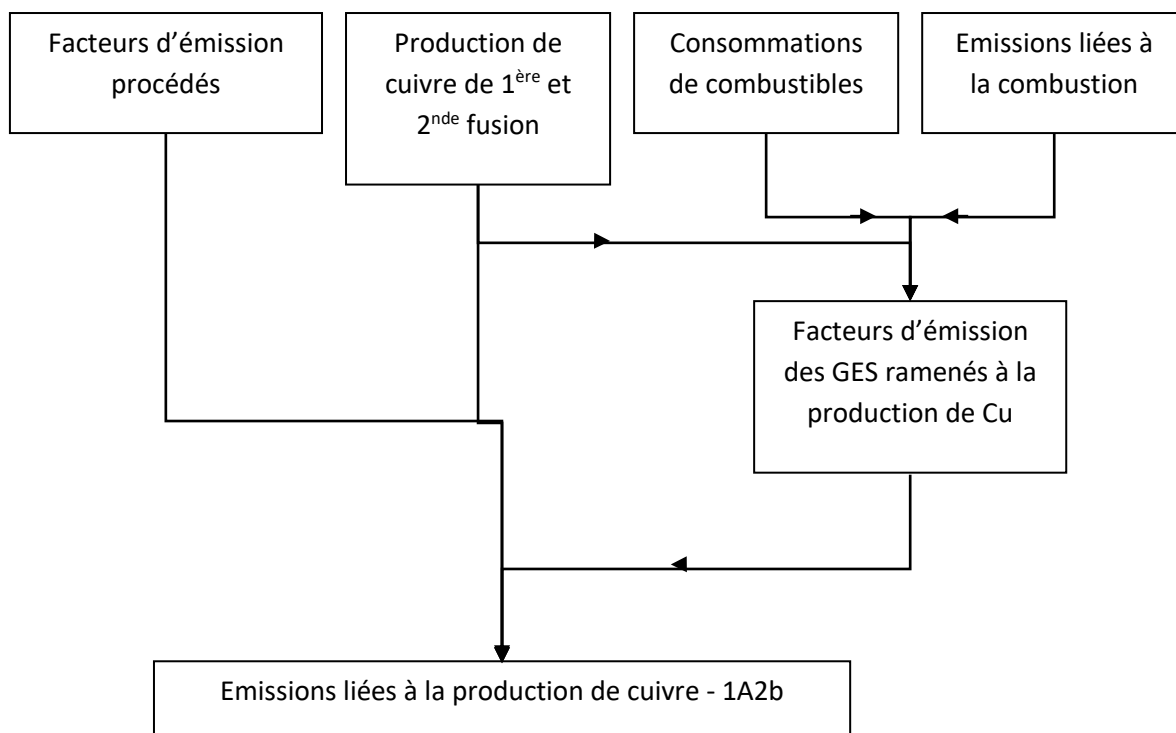 Facteurs d’émission
procédés
Production de
cuivre de 1ère et
2nde fusion
Consommations
de combustibles
Emissions liées à
la combustion
Facteurs d’émission
des GES ramenés à la
production de Cu
Emissions liées à la production de cuivre - 1A2b